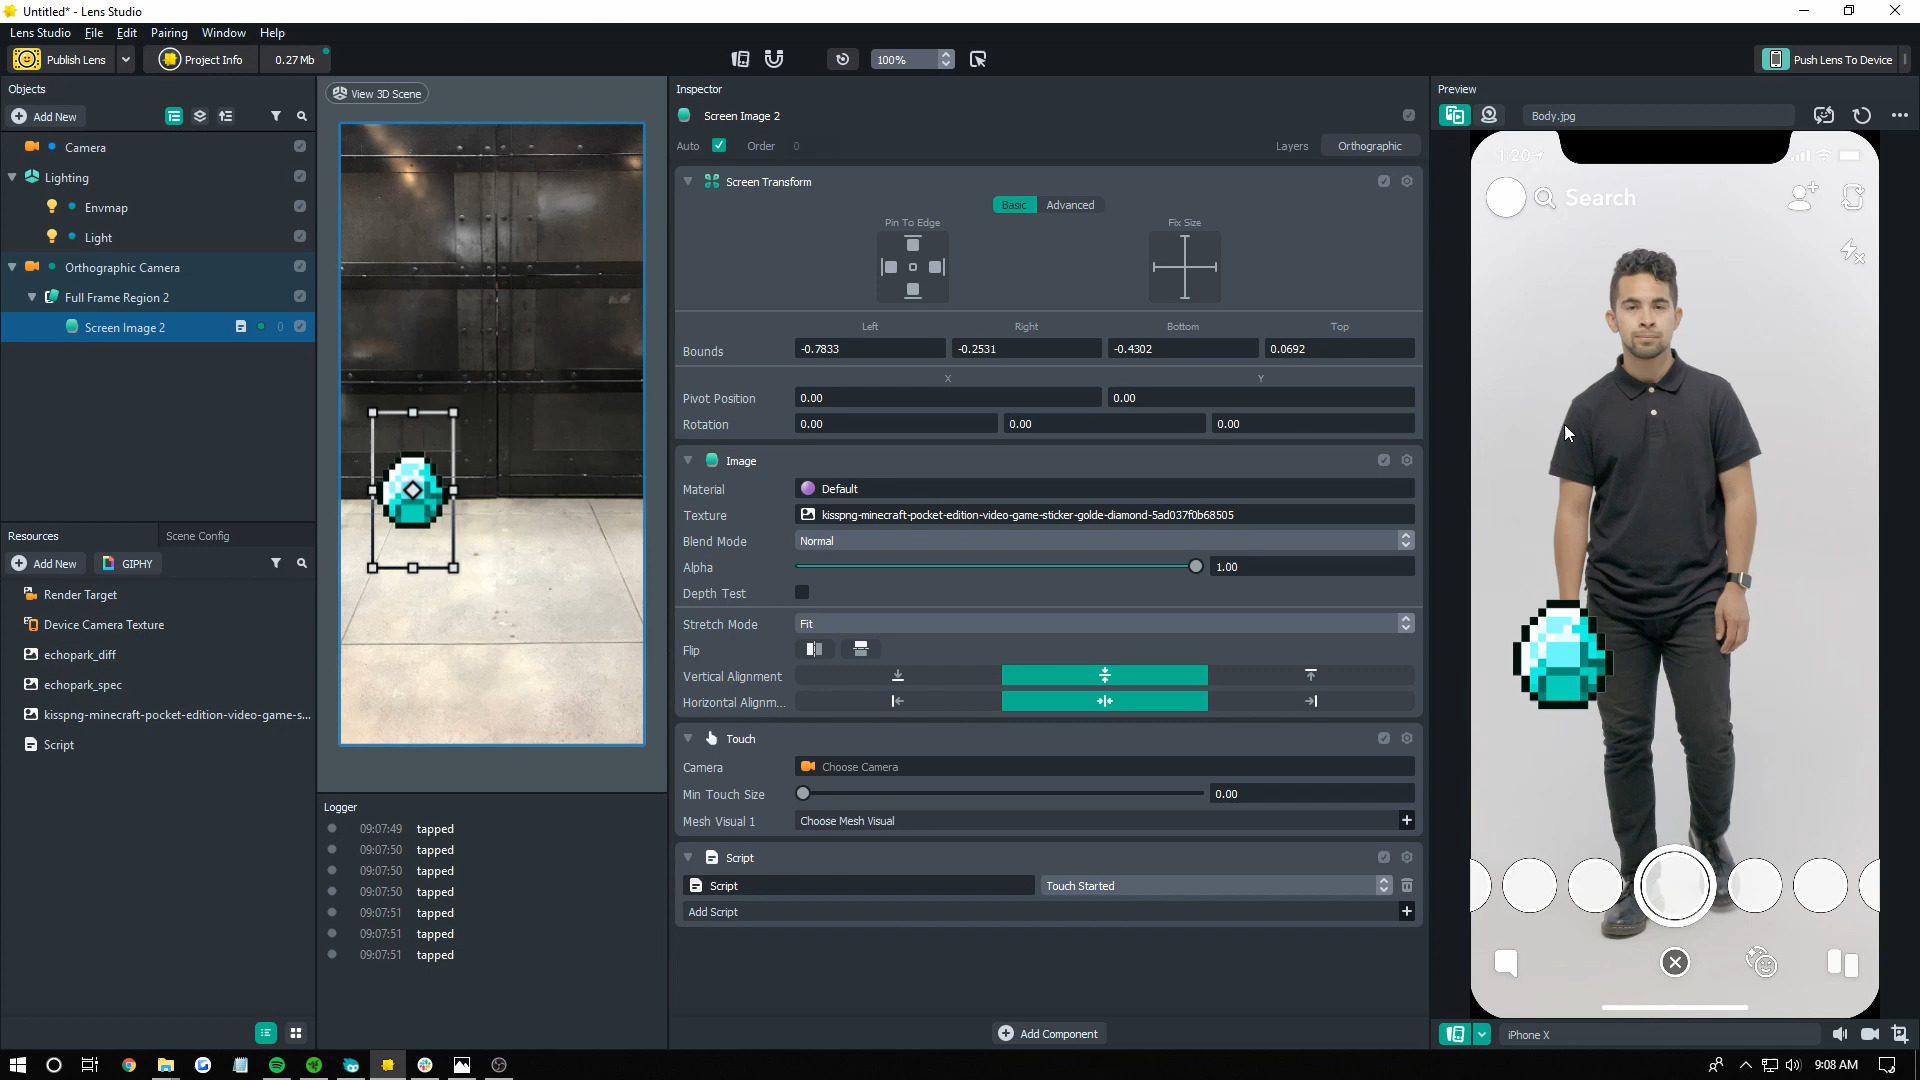 Untitled* - Lens Studio
Lens Studio File Edit Pairing Window Help
Publish Lens Project Info 0.27 Mb 100% Push Lens To Device
Objects
Add New
Camera
Lighting
Envmap
Light
Orthographic Camera
Full Frame Region 2
Screen Image 2 0
Resources Scene Config
Add New GIPHY
Render Target
Device Camera Texture
echopark_diff
echopark_spec
kisspng-minecraft-pocket-edition-video-game-s...
Script
View 3D Scene
Logger
09:07:49 tapped
09:07:50 tapped
09:07:50 tapped
09:07:50 tapped
09:07:51 tapped
09:07:51 tapped
09:07:51 tapped
Inspector
Screen Image 2
Auto Order 0 Layers Orthographic
Screen Transform
Basic Advanced
Pin To Edge Fix Size
Left Right Bottom Top
Bounds -0.7833 -0.2531 -0.4302 0.0692
X Y
Pivot Position 0.00 0.00
Rotation 0.00 0.00 0.00
Image
Material Default
Texture kisspng-minecraft-pocket-edition-video-game-sticker-golde-diamond-5ad037f0b68505
Blend Mode Normal
Alpha 1.00
Depth Test
Stretch Mode Fit
Flip
Vertical Alignment
Horizontal Alignm...
Touch
Camera Choose Camera
Min Touch Size 0.00
Mesh Visual 1 Choose Mesh Visual
Script
Script Touch Started
Add Script
Add Component
Preview
Body.jpg
1:20
Search
iPhone X
9:08 AM